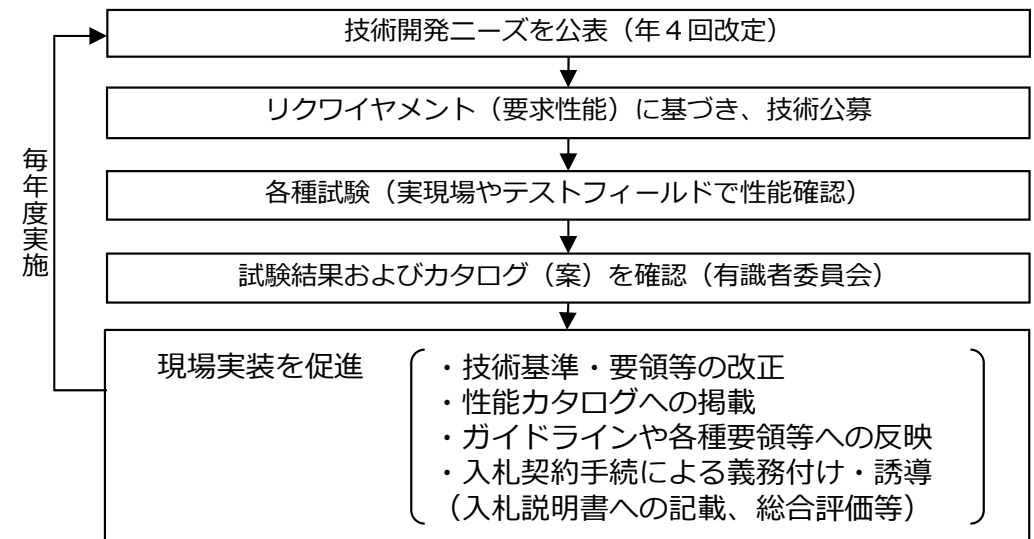 技術開発ニーズを公表（年４回改定）
リクワイヤメント（要求性能）に基づき、技術公募
各種試験（実現場やテストフィールドで性能確認）
試験結果およびカタログ（案）を確認（有識者委員会）
現場実装を促進
・技術基準・要領等の改正
・性能カタログへの掲載
・ガイドラインや各種要領等への反映
・入札契約手続による義務付け・誘導
（入札説明書への記載、総合評価等）
毎年度実施